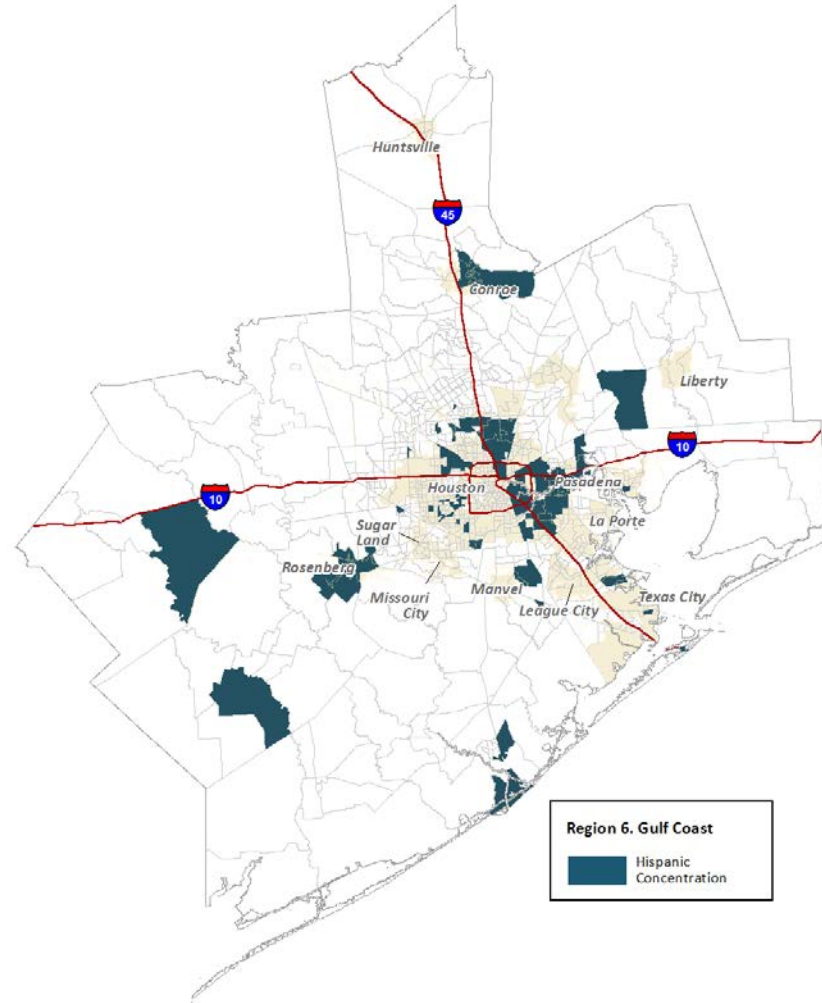 Huntsville
45
Conroe
Liberty
10
10
Houston
Pasadena
La Porte
Sugar
Land
Rosenberg
Missouri
City
Manvel
League City
Texas City
Region 6. Gulf Coast
Hispanic
Concentration